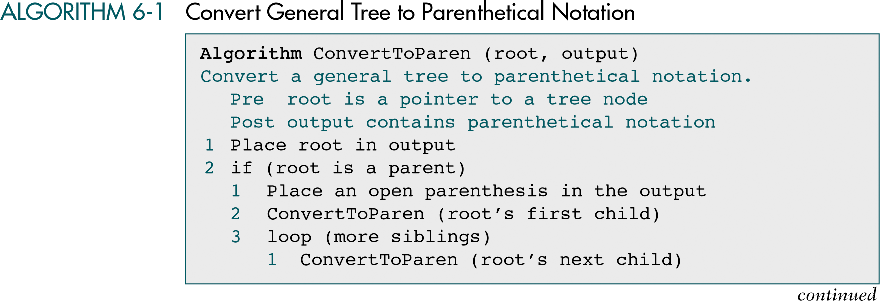 ALGORITHM 6-1 Convert General Tree to Parenthetical Notation
Algorithm ConvertToParen (root, output)
Convert a general tree to parenthetical notation.
Pre root is a pointer to a tree node
Post output contains parenthetical notation
1 Place root in output
2 if (root is a parent)
1 Place an open parenthesis in the output
2 ConvertToParen (root’s first child)
3 loop (more siblings)
1 ConvertToParen (root’s next child)
continued